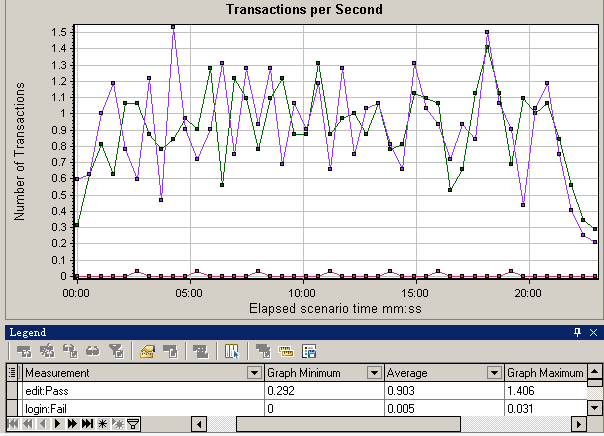 Transactions per Second
Number of Transactions
1.5
1.4
1.3
1.2
1.1
1
0.9
0.8
0.7
0.6
0.5
0.4
0.3
0.2
0.1
0
00:00 05:00 10:00 15:00 20:00
Elapsed scenario time mm:ss
Legend
Measurement Graph Minimum Average Graph Maximum
edit:Pass 0.292 0.903 1.406
login:Fail 0 0.005 0.031